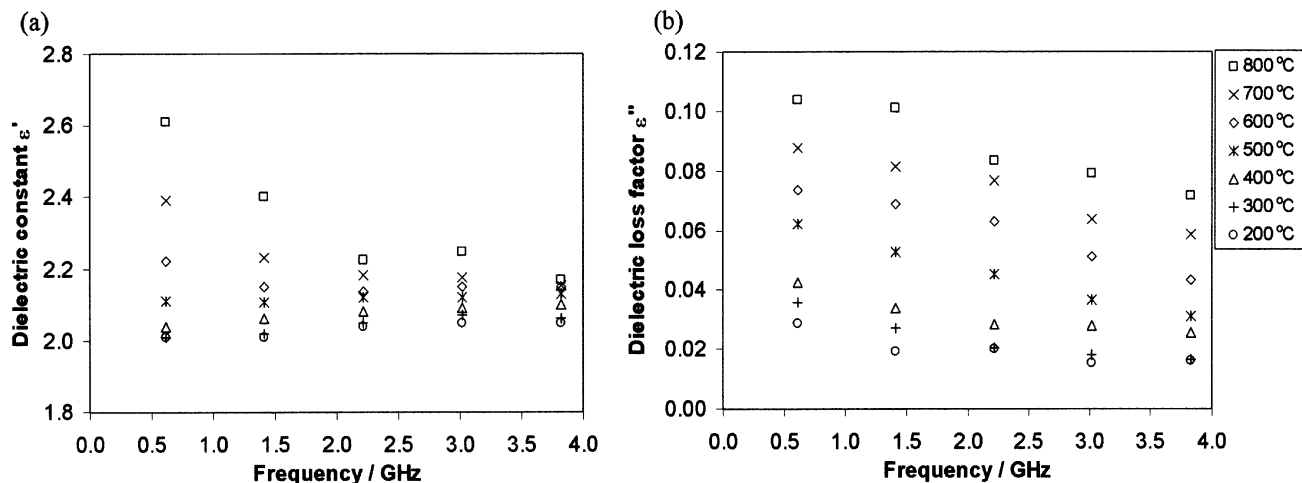 (a)
2.8
2.6
2.4
2.2
2.0
1.8
Dielectric constant ε'
0.0 0.5 1.0 1.5 2.0 2.5 3.0 3.5 4.0
Frequency / GHz
(b)
0.12
0.10
0.08
0.06
0.04
0.02
0.00
Dielectric loss factor ε"
0.0 0.5 1.0 1.5 2.0 2.5 3.0 3.5 4.0
Frequency / GHz
800 °C
700 °C
600 °C
500 °C
400 °C
300 °C
200 °C